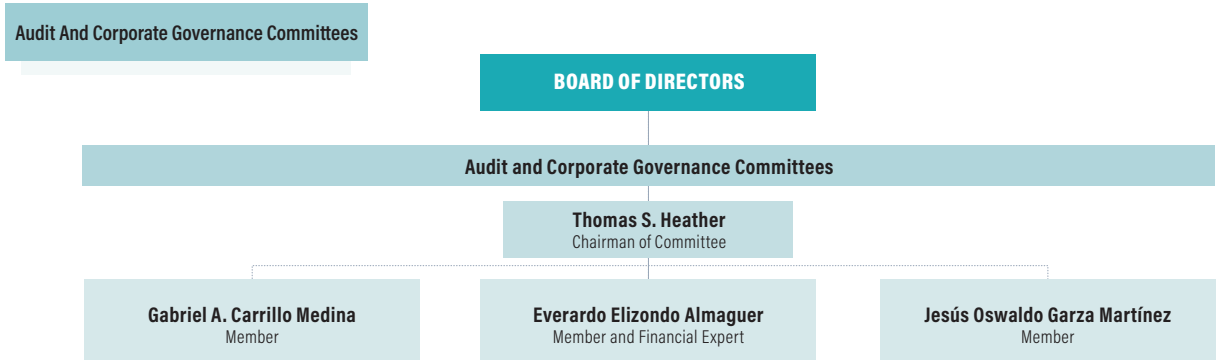 Audit And Corporate Governance Committees
BOARD OF DIRECTORS
Audit and Corporate Governance Committees
Thomas S. Heather
Chairman of Committee
Gabriel A. Carrillo Medina
Member
Everardo Elizondo Almaguer
Member and Financial Expert
Jesús Oswaldo Garza Martínez
Member